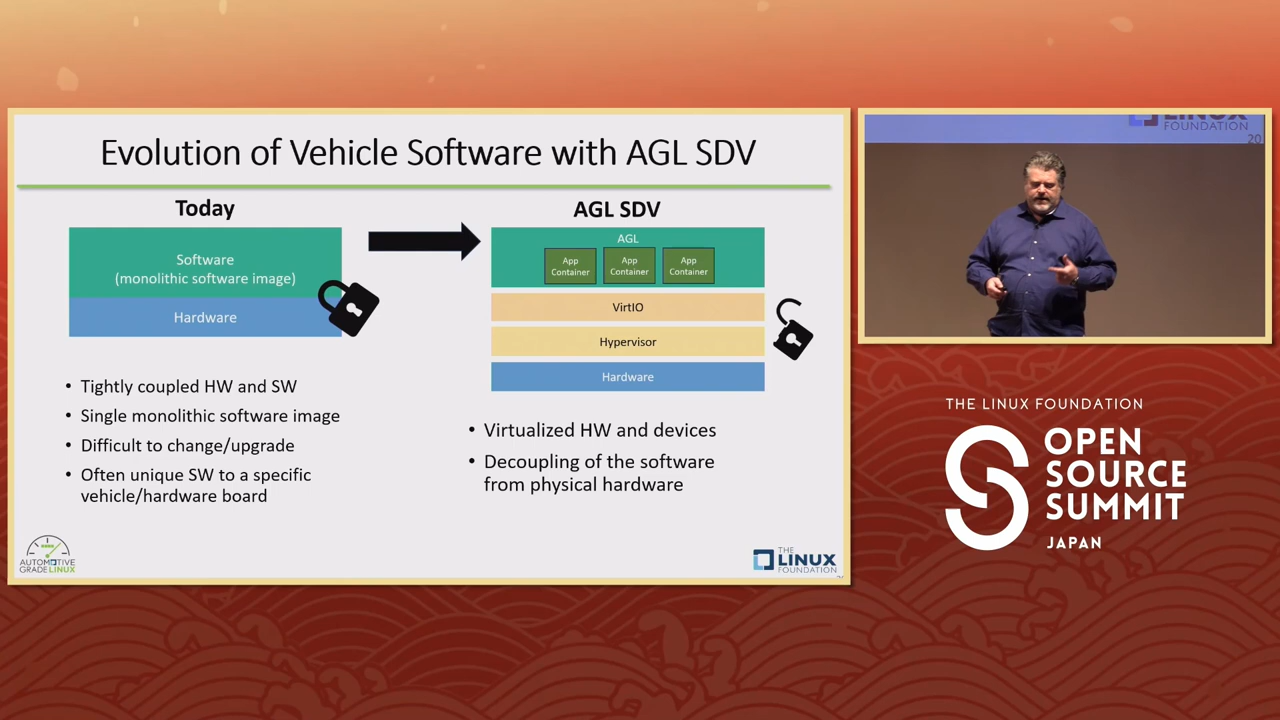 Evolution of Vehicle Software with AGL SDV
Today
Software
(monolithic software image)
Hardware
• Tightly coupled HW and SW
• Single monolithic software image
• Difficult to change/upgrade
• Often unique SW to a specific
vehicle/hardware board
AGL SDV
AGL
App
Container
App
Container
App
Container
VirtIO
Hypervisor
Hardware
• Virtualized HW and devices
• Decoupling of the software
from physical hardware
AUTOMOTIVE
GRADELINUX
THE
LINUX
FOUNDATION
LINUX
FOUNDATION
20
THE LINUX FOUNDATION
OPEN
SOURCE
SUMMIT
JAPAN